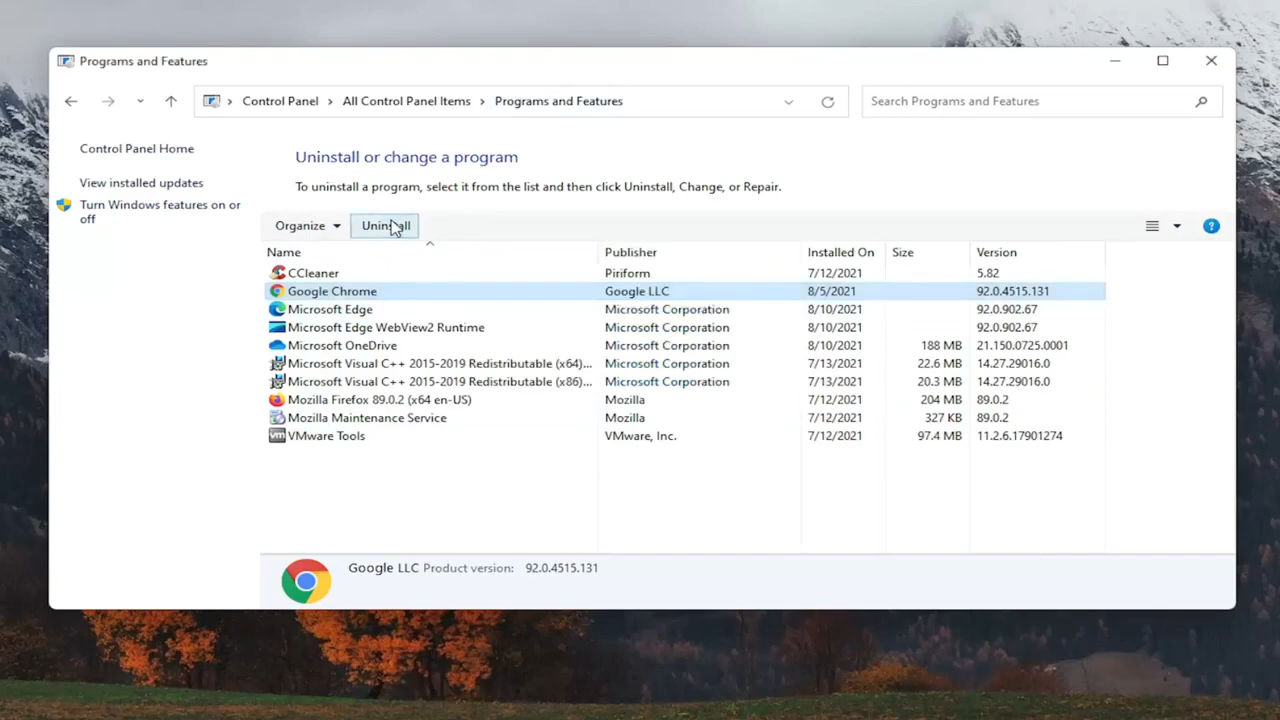 Programs and Features
Control Panel > All Control Panel Items > Programs and Features
Search Programs and Features
Control Panel Home
View installed updates
Turn Windows features on or
off
Uninstall or change a program
To uninstall a program, select it from the list and then click Uninstall, Change, or Repair.
Organize Uninstall
Name Publisher Installed On Size Version
CCleaner Piriform 7/12/2021 5.82
Google Chrome Google LLC 8/5/2021 92.0.4515.131
Microsoft Edge Microsoft Corporation 8/10/2021 92.0.902.67
Microsoft Edge WebView2 Runtime Microsoft Corporation 8/10/2021 92.0.902.67
Microsoft OneDrive Microsoft Corporation 8/10/2021 188 MB 21.150.0725.0001
Microsoft Visual C++ 2015-2019 Redistributable (x64)... Microsoft Corporation 7/13/2021 22.6 MB 14.27.29016.0
Microsoft Visual C++ 2015-2019 Redistributable (x86)... Microsoft Corporation 7/13/2021 20.3 MB 14.27.29016.0
Mozilla Firefox 89.0.2 (x64 en-US) Mozilla 7/12/2021 204 MB 89.0.2
Mozilla Maintenance Service Mozilla 7/12/2021 327 KB 89.0.2
vm VMware Tools VMware, Inc. 7/12/2021 97.4 MB 11.2.6.17901274
Google LLC Product version: 92.0.4515.131